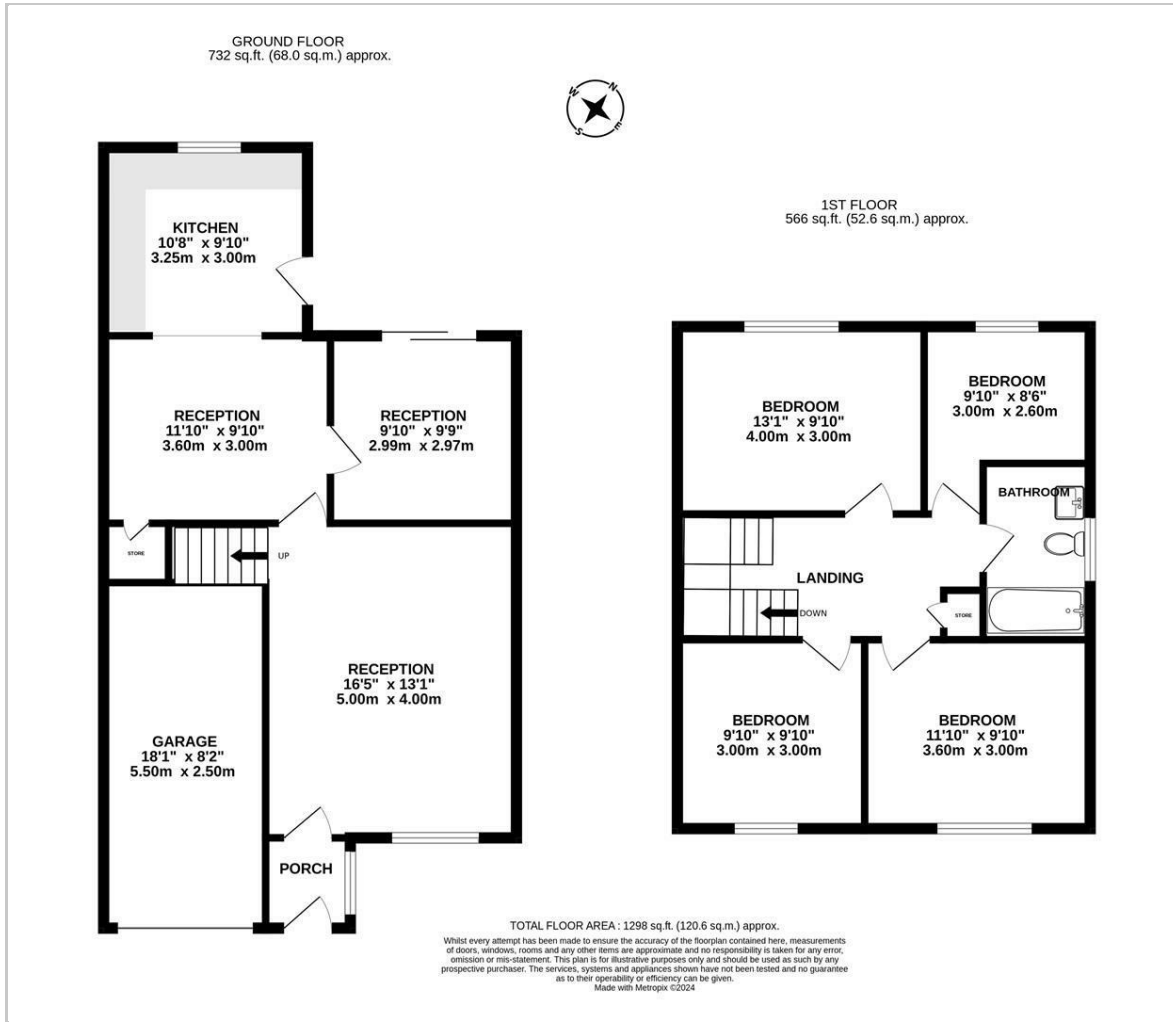 GROUND FLOOR
732 sq.ft. (68.0 sq.m.) approx.
N
W
E
S
1ST FLOOR
566 sq.ft. (52.6 sq.m.) approx.
KITCHEN
10'8" x 9'10"
3.25m x 3.00m
RECEPTION
11'10" x 9'10"
3.60m x 3.00m
RECEPTION
9'10" x 9'9"
2.99m x 2.97m
STORE
UP
RECEPTION
16'5" x 13'1"
5.00m x 4.00m
GARAGE
18'1" x 8'2"
5.50m x 2.50m
PORCH
BEDROOM
13'1" x 9'10"
4.00m x 3.00m
BEDROOM
9'10" x 8'6"
3.00m x 2.60m
BATHROOM
LANDING
DOWN
STORE
BEDROOM
9'10" x 9'10"
3.00m x 3.00m
BEDROOM
11'10" x 9'10"
3.60m x 3.00m
TOTAL FLOOR AREA : 1298 sq.ft. (120.6 sq.m.) approx.
Whilst every attempt has been made to ensure the accuracy of the floorplan contained here, measurements
of doors, windows, rooms and any other items are approximate and no responsibility is taken for any error,
omission or mis-statement. This plan is for illustrative purposes only and should be used as such by any
prospective purchaser. The services, systems and appliances shown have not been tested and no guarantee
as to their operability or efficiency can be given.
Made with Metropix ©2024